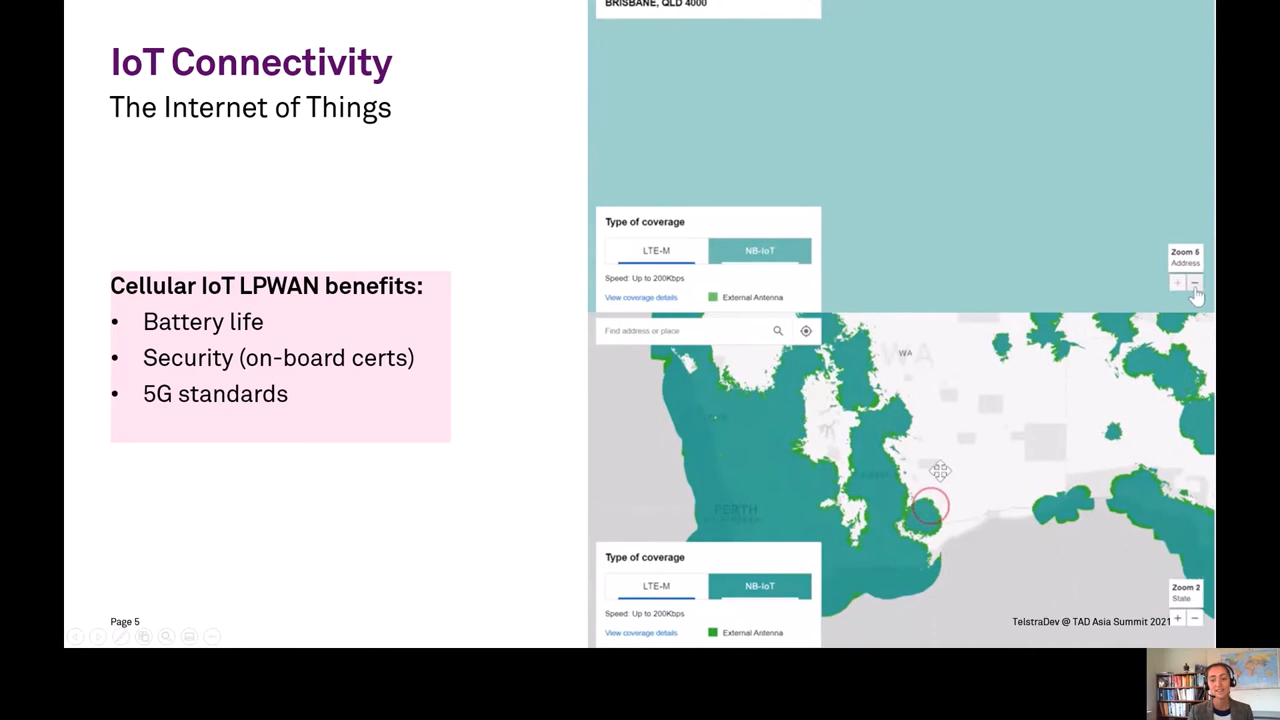 IoT Connectivity
The Internet of Things
Cellular IoT LPWAN benefits:
• Battery life
• Security (on-board certs)
• 5G standards
Page 5
BRISBANE, QLD 4000
Type of coverage
LTE-M
NB-IoT
Speed: Up to 200Kbps
View coverage details
External Antenna
Zoom 5
Address
+
−
Find address or place
WA
WA
PERTH
Type of coverage
LTE-M
NB-IoT
Speed: Up to 200Kbps
View coverage details
External Antenna
Zoom 2
State
+
−
TelstraDev @ TAD Asia Summit 2021